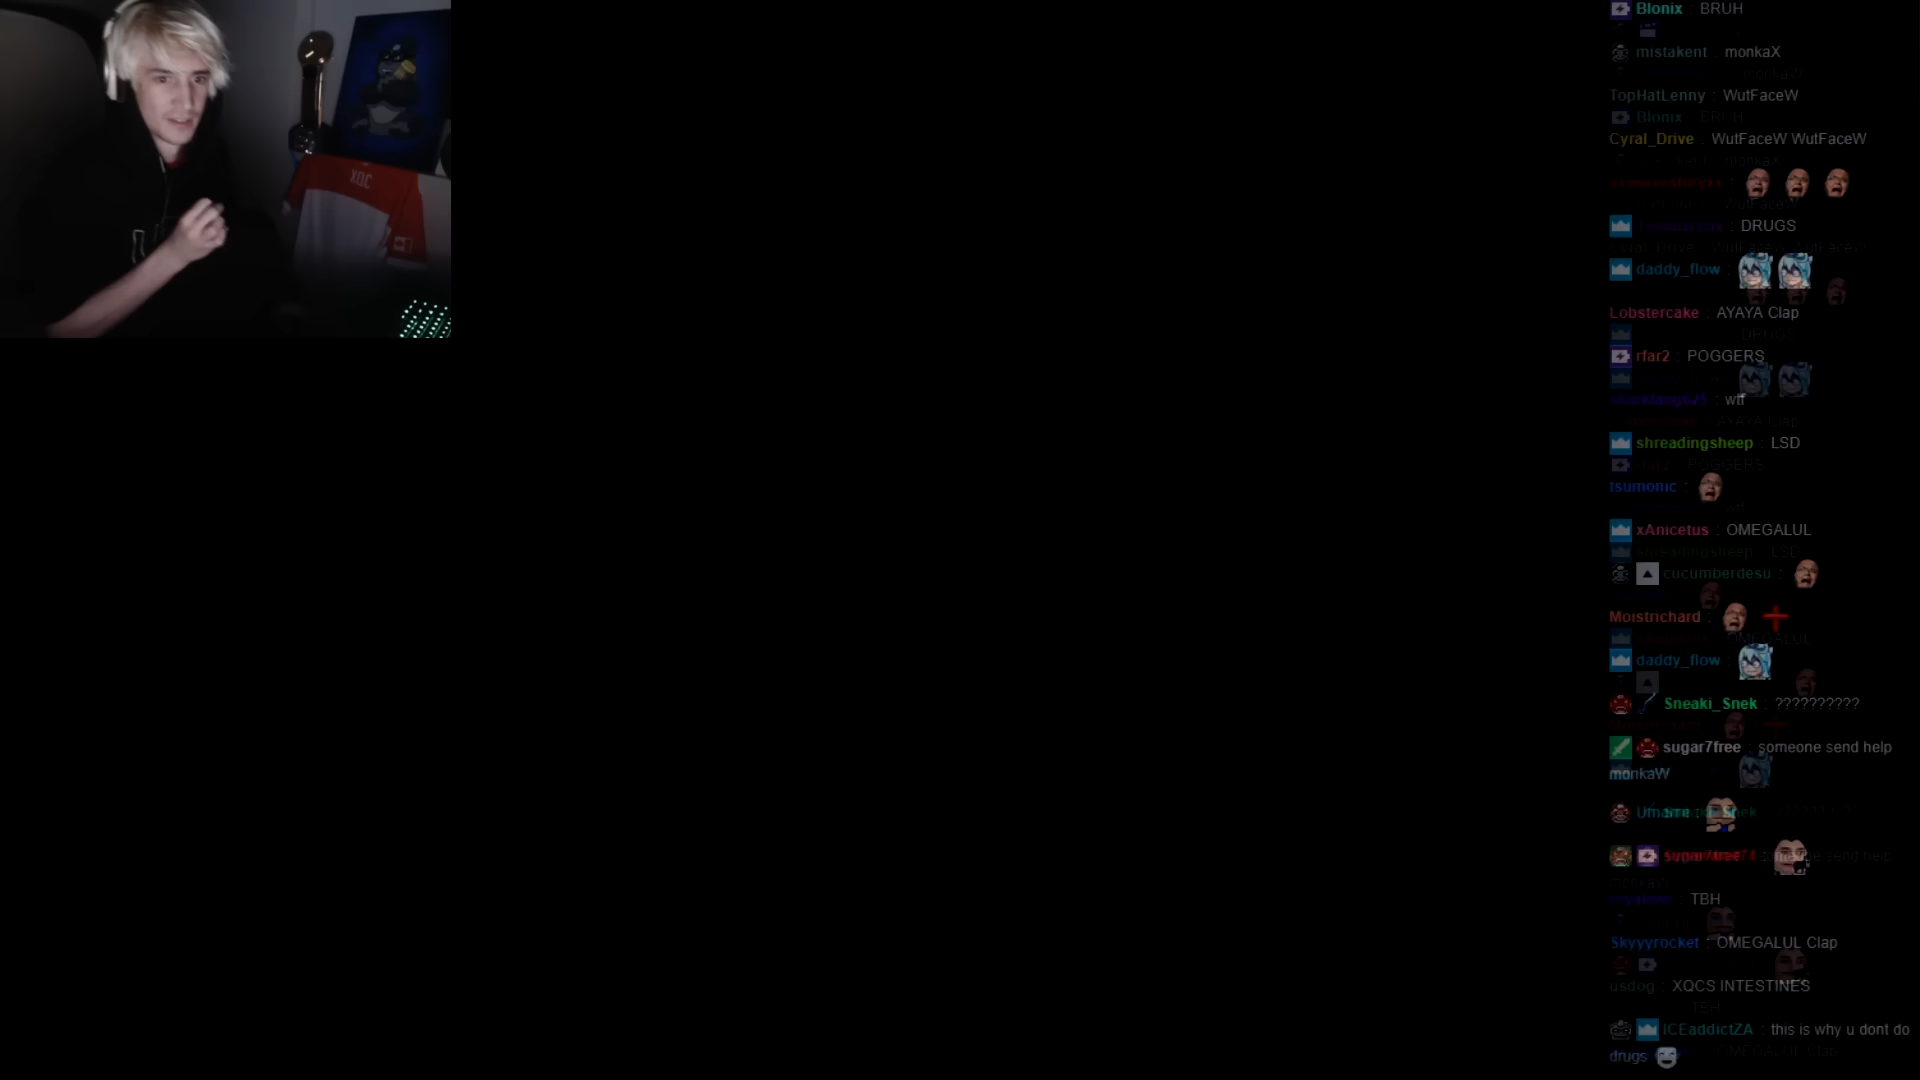 XQC
Blonix : BRUH
mistakent : monkaX
TopHatLenny : WutFaceW
Cyral_Drive : WutFaceW WutFaceW
: DRUGS
daddy_flow :
Lobstercake : AYAYA Clap
rfar2 : POGGERS
: wtf
shreadingsheep : LSD
tsumonic :
xAnicetus : OMEGALUL
cucumberdesu :
Moistrichard :
daddy_flow :
Sneaki_Snek : ??????????
sugar7free : someone send help
monkaW
: TBH
Skyyyrocket : OMEGALUL Clap
usdog : XQCS INTESTINES
ICEaddictZA : this is why u dont do
drugs